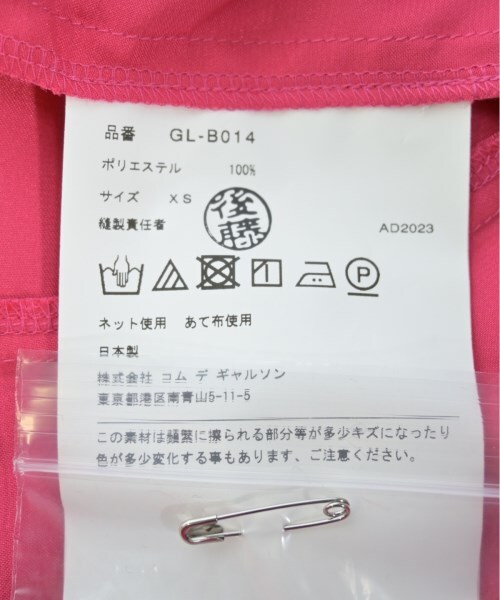 品番 GL-B014
ポリエステル 100%
サイズ XS
縫製責任者 後藤
AD2023
P
ネット使用 あて布使用
日本製
株式会社 コム デ ギャルソン
東京都港区南青山5-11-5
この素材は頻繁に擦られる部分等が多少キズになったり
色が多少変化する事もあります、ご注意ください。